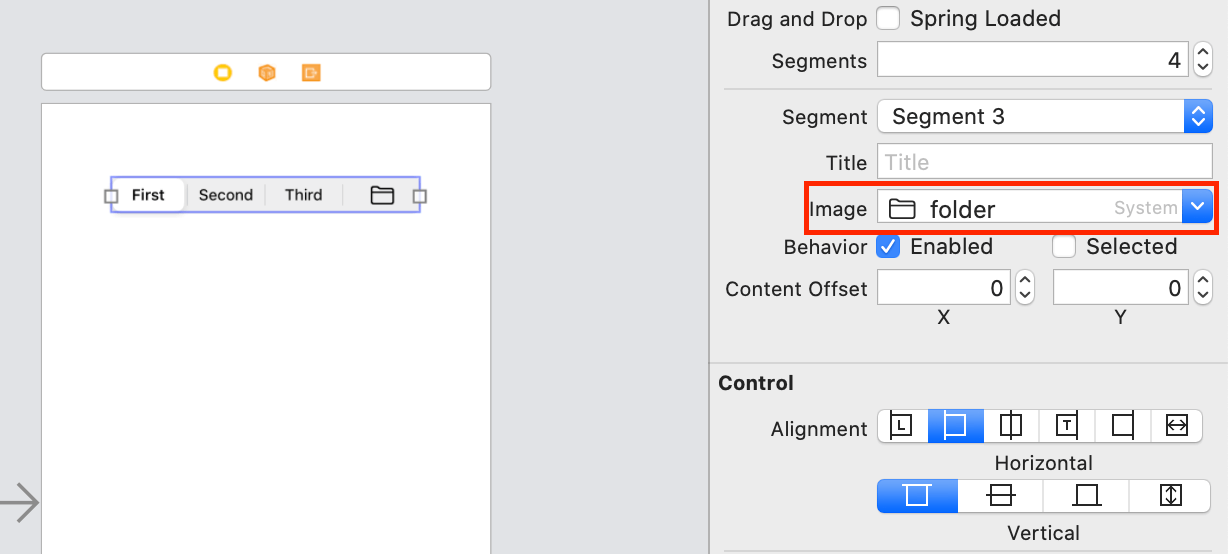 Drag and Drop Spring Loaded
Segments 4
Segment Segment 3
Title Title
First Second Third
Image folder System
Behavior Enabled Selected
Content Offset 0 0
X Y
Control
Alignment L T
Horizontal
Vertical